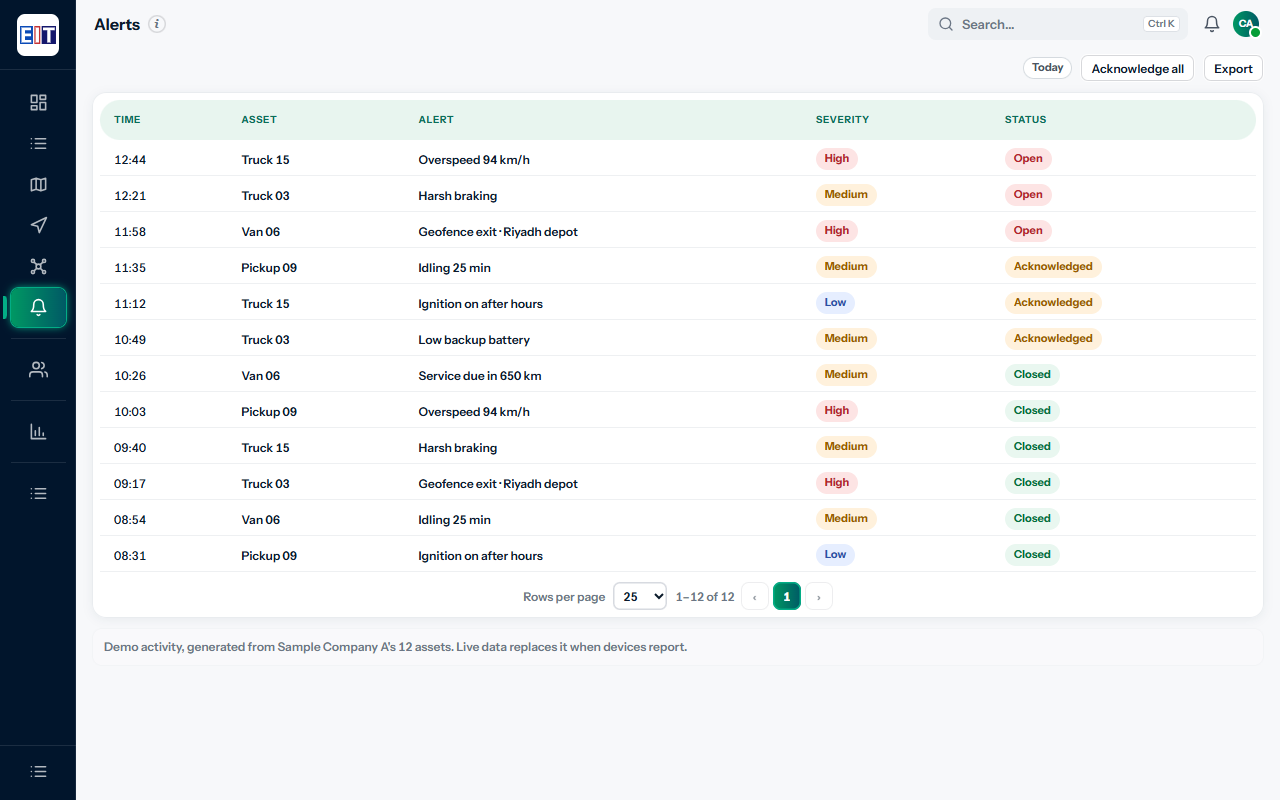 EIT
Alerts i
Search... Ctrl K
CA
Today Acknowledge all Export
TIME ASSET ALERT SEVERITY STATUS
12:44 Truck 15 Overspeed 94 km/h High Open
12:21 Truck 03 Harsh braking Medium Open
11:58 Van 06 Geofence exit · Riyadh depot High Open
11:35 Pickup 09 Idling 25 min Medium Acknowledged
11:12 Truck 15 Ignition on after hours Low Acknowledged
10:49 Truck 03 Low backup battery Medium Acknowledged
10:26 Van 06 Service due in 650 km Medium Closed
10:03 Pickup 09 Overspeed 94 km/h High Closed
09:40 Truck 15 Harsh braking Medium Closed
09:17 Truck 03 Geofence exit · Riyadh depot High Closed
08:54 Van 06 Idling 25 min Medium Closed
08:31 Pickup 09 Ignition on after hours Low Closed
Rows per page 25 1–12 of 12 ‹ 1 ›
Demo activity, generated from Sample Company A's 12 assets. Live data replaces it when devices report.